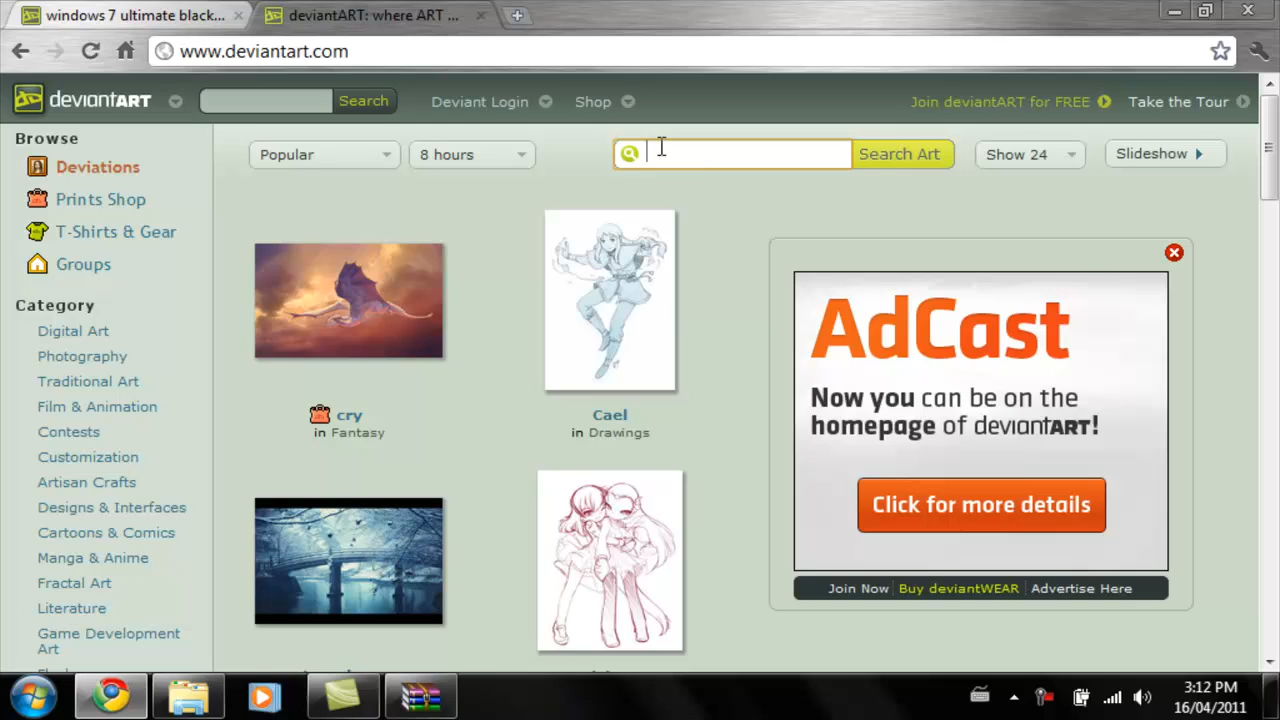 windows 7 ultimate black...
deviantART: where ART ...
www.deviantart.com
deviantART
Search
Deviant Login
Shop
Join deviantART for FREE
Take the Tour
Browse
Deviations
Prints Shop
T-Shirts & Gear
Groups
Category
Digital Art
Photography
Traditional Art
Film & Animation
Contests
Customization
Artisan Crafts
Designs & Interfaces
Cartoons & Comics
Manga & Anime
Fractal Art
Literature
Game Development
Art
Popular
8 hours
Search Art
Show 24
Slideshow
cry
in Fantasy
Cael
in Drawings
AdCast
Now you can be on the
homepage of deviantART!
Click for more details
Join Now
Buy deviantWEAR
Advertise Here
3:12 PM
16/04/2011